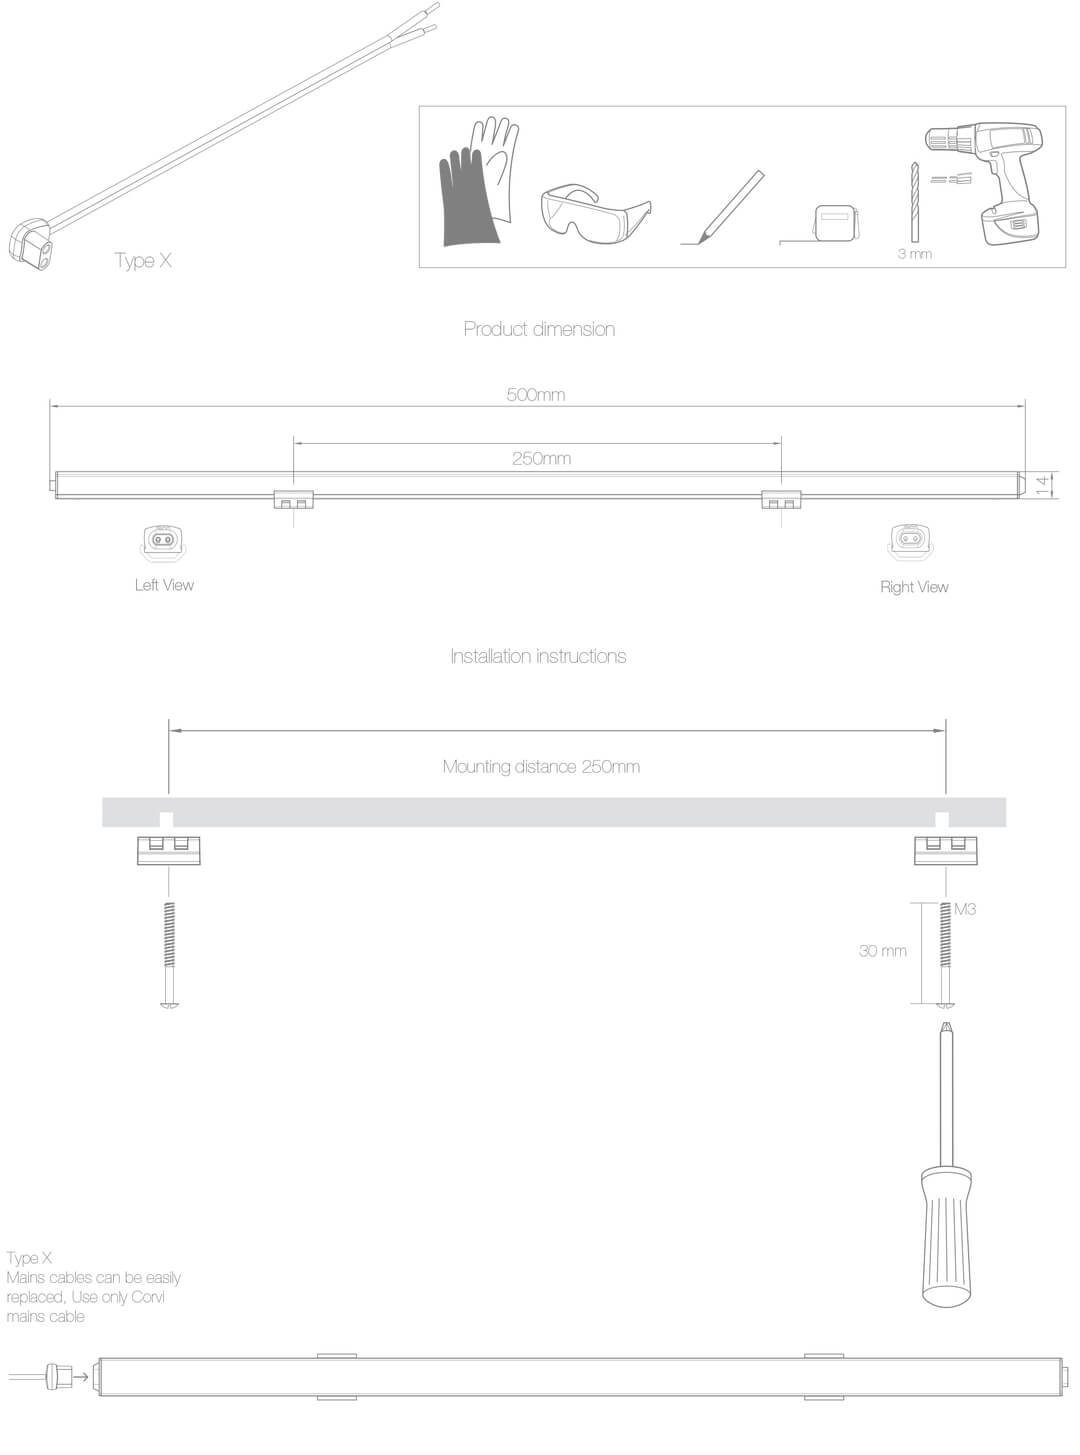 Type X
3 mm
Product dimension
500mm
250mm
14
Left View
Right View
Installation instructions
Mounting distance 250mm
M3
30 mm
Type X
Mains cables can be easily
replaced, Use only Corvi
mains cable